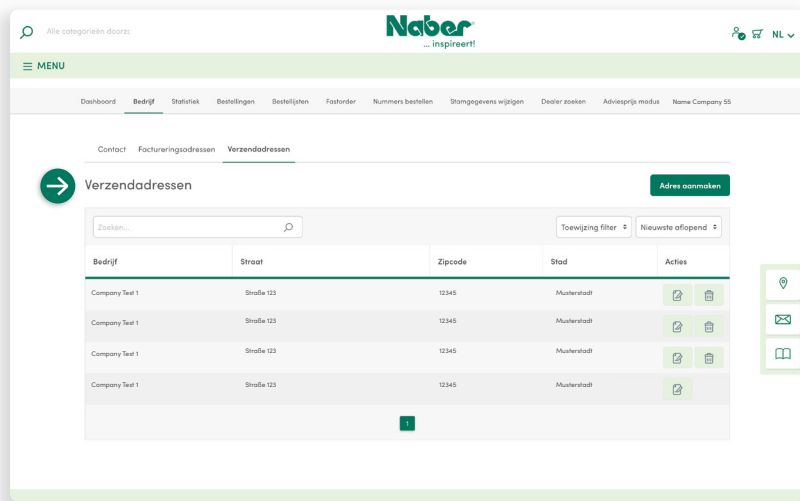 Alle categorieën doorzc
Naber
... inspireert!
NL
MENU
Dashboard Bedrijf Statistiek Bestellingen Bestellijsten Fastorder Nummers bestellen Stamgegevens wijzigen Dealer zoeken Adviesprijs modus Name Company 55
Contact Factureringsadressen Verzendadressen
Verzendadressen
Adres aanmaken
Zoeken...
Toewijzing filter
Nieuwste aflopend
Bedrijf Straat Zipcode Stad Acties
Company Test 1 Straße 123 12345 Musterstadt
Company Test 1 Straße 123 12345 Musterstadt
Company Test 1 Straße 123 12345 Musterstadt
Company Test 1 Straße 123 12345 Musterstadt
1